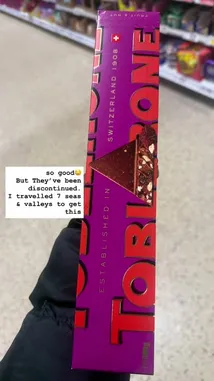 TOBLERONE
SWITZERLAND 1908
ESTABLISHED IN
so good😋
But They've been
discontinued.
I travelled 7 seas
& valleys to get
this